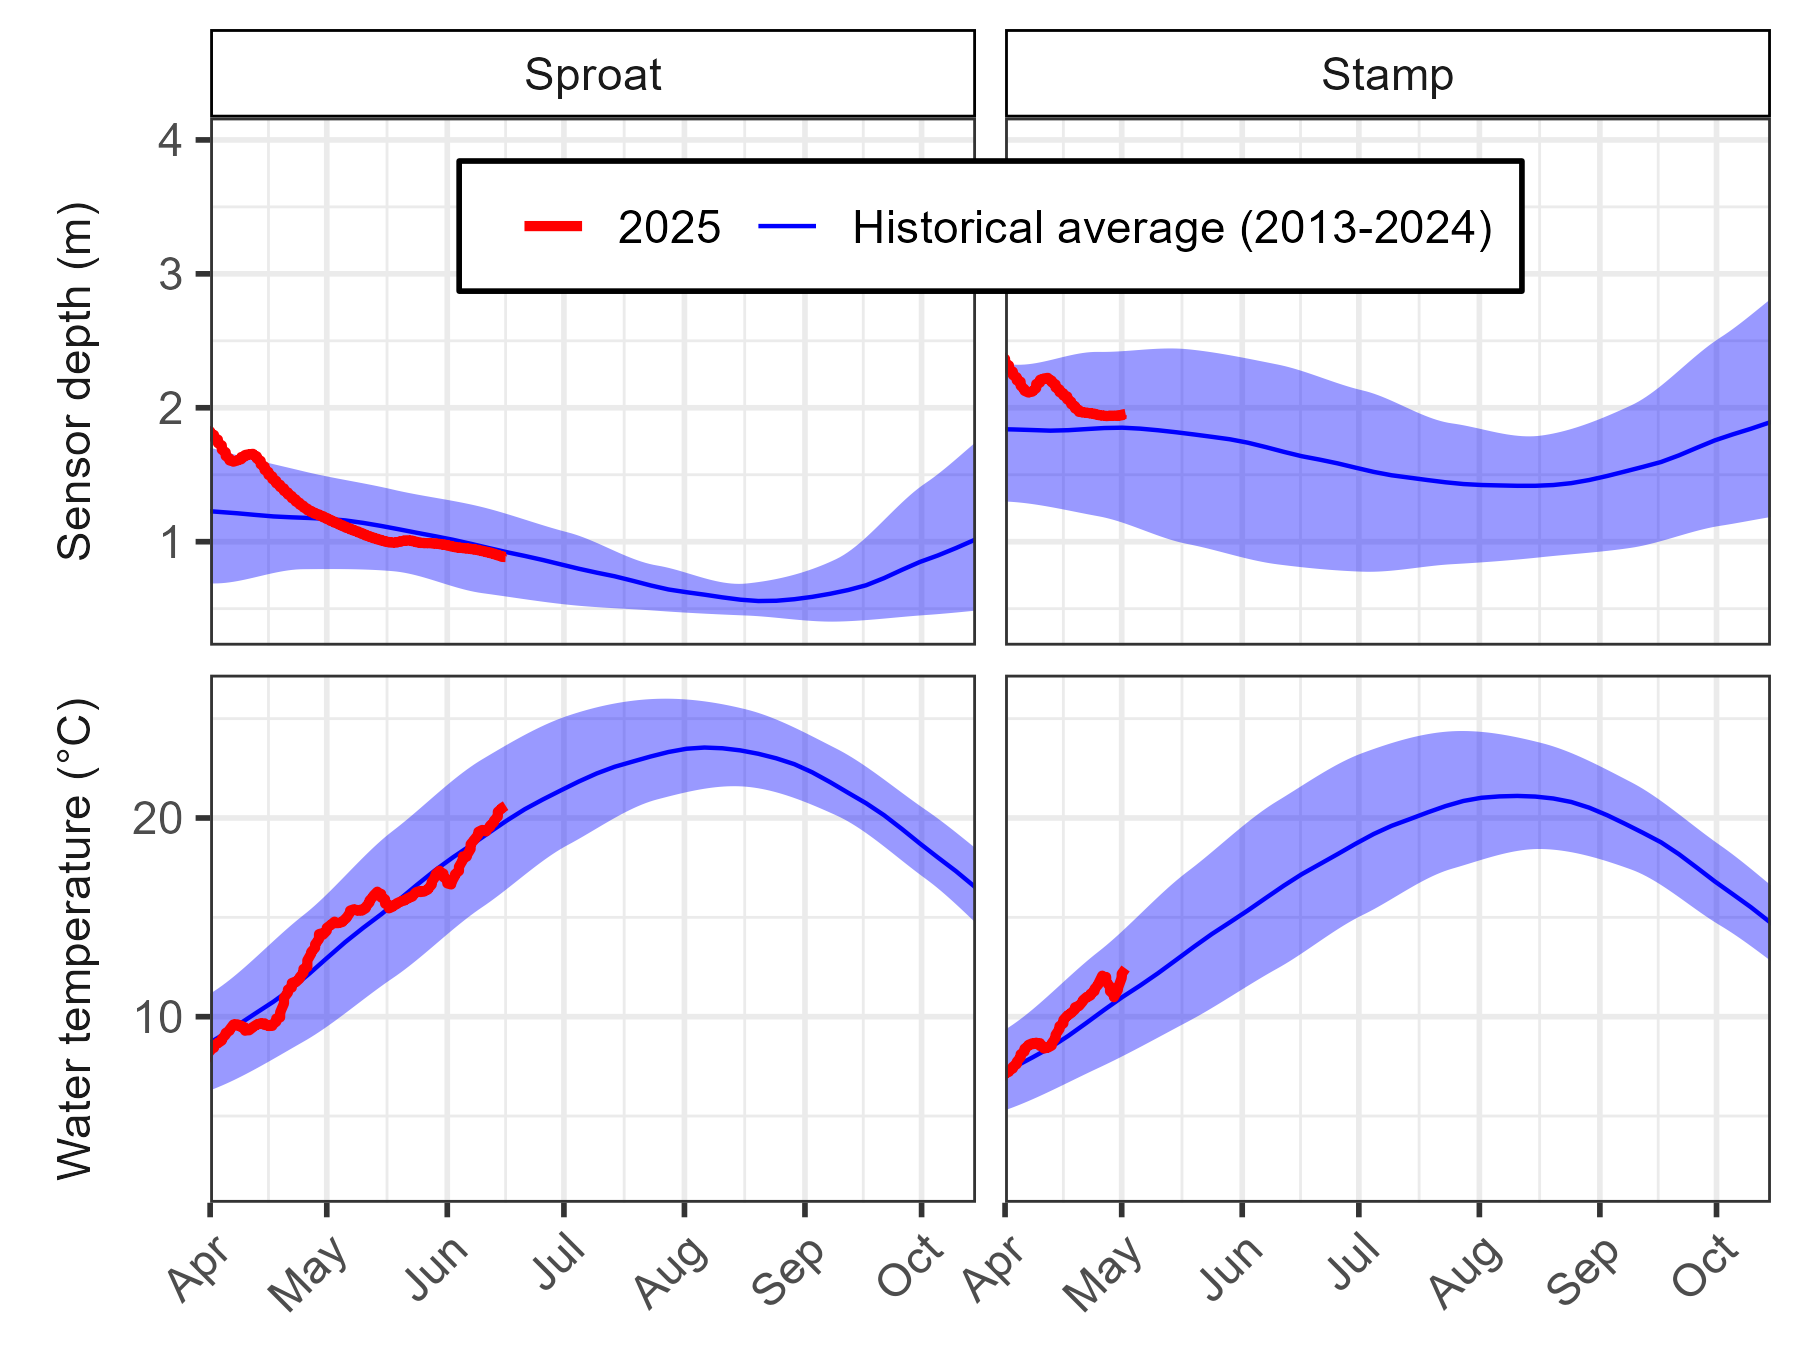 Sproat
Stamp
Sensor depth (m)
4
3
2
1
2025
Historical average (2013-2024)
Water temperature (°C)
20
10
Apr
May
Jun
Jul
Aug
Sep
Oct
Apr
May
Jun
Jul
Aug
Sep
Oct